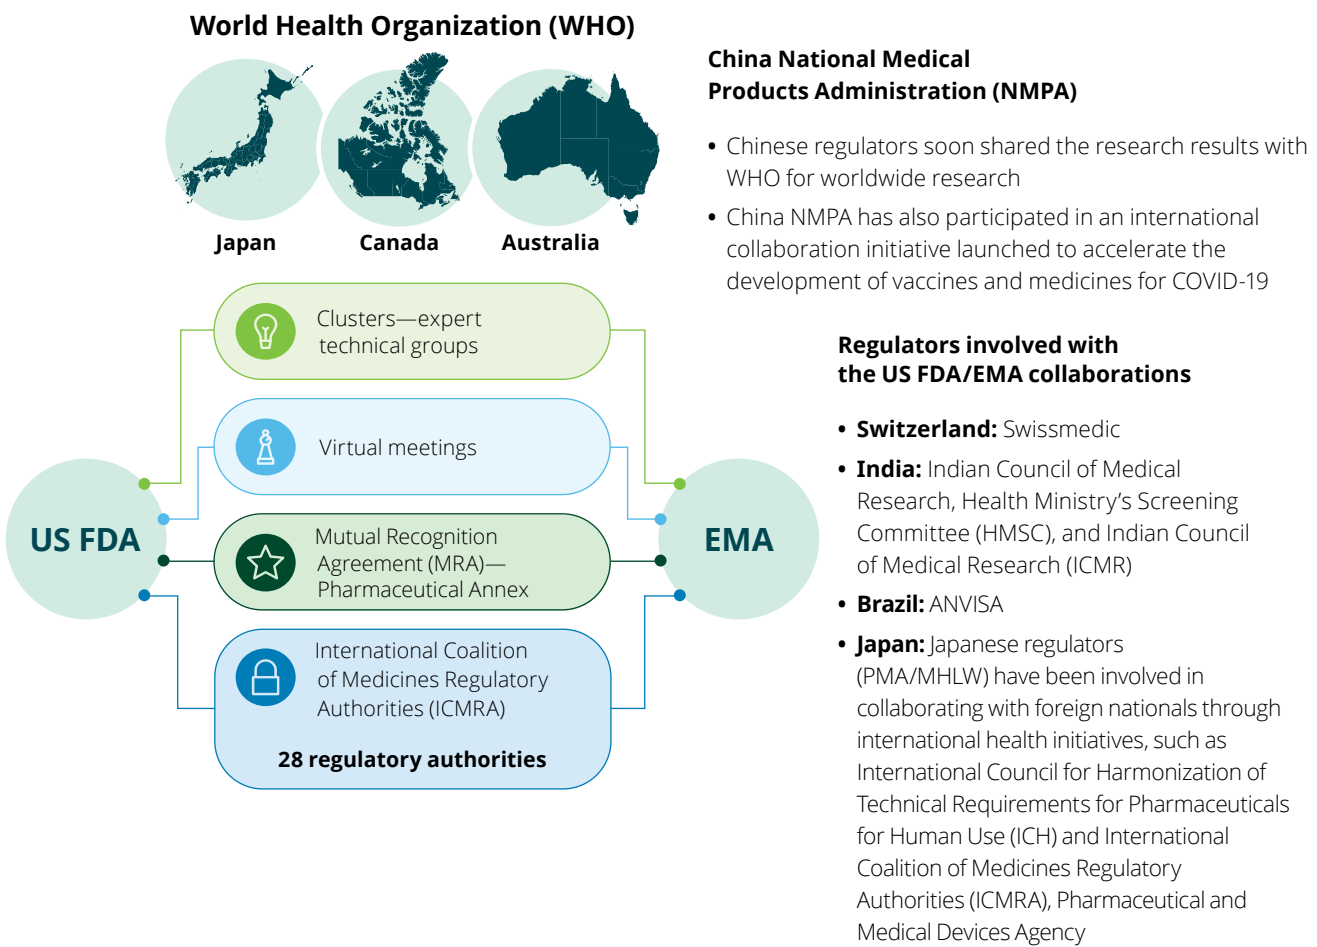 World Health Organization (WHO)
Japan
Canada
Australia
Clusters—expert
technical groups
Virtual meetings
Mutual Recognition
Agreement (MRA)—
Pharmaceutical Annex
International Coalition
of Medicines Regulatory
Authorities (ICMRA)
28 regulatory authorities
US FDA
EMA
China National Medical
Products Administration (NMPA)
• Chinese regulators soon shared the research results with
WHO for worldwide research
• China NMPA has also participated in an international
collaboration initiative launched to accelerate the
development of vaccines and medicines for COVID-19
Regulators involved with
the US FDA/EMA collaborations
• Switzerland: Swissmedic
• India: Indian Council of Medical
Research, Health Ministry’s Screening
Committee (HMSC), and Indian Council
of Medical Research (ICMR)
• Brazil: ANVISA
• Japan: Japanese regulators
(PMA/MHLW) have been involved in
collaborating with foreign nationals through
international health initiatives, such as
International Council for Harmonization of
Technical Requirements for Pharmaceuticals
for Human Use (ICH) and International
Coalition of Medicines Regulatory
Authorities (ICMRA), Pharmaceutical and
Medical Devices Agency